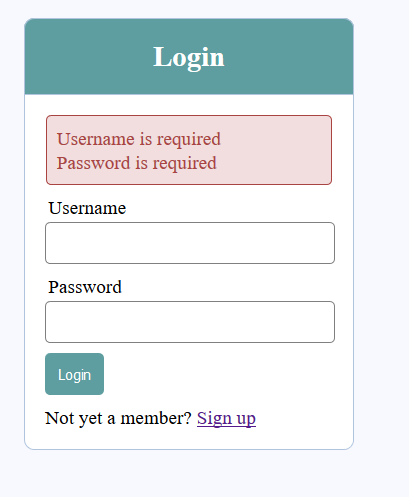 Login
Username is required
Password is required
Username
Password
Login
Not yet a member? Sign up